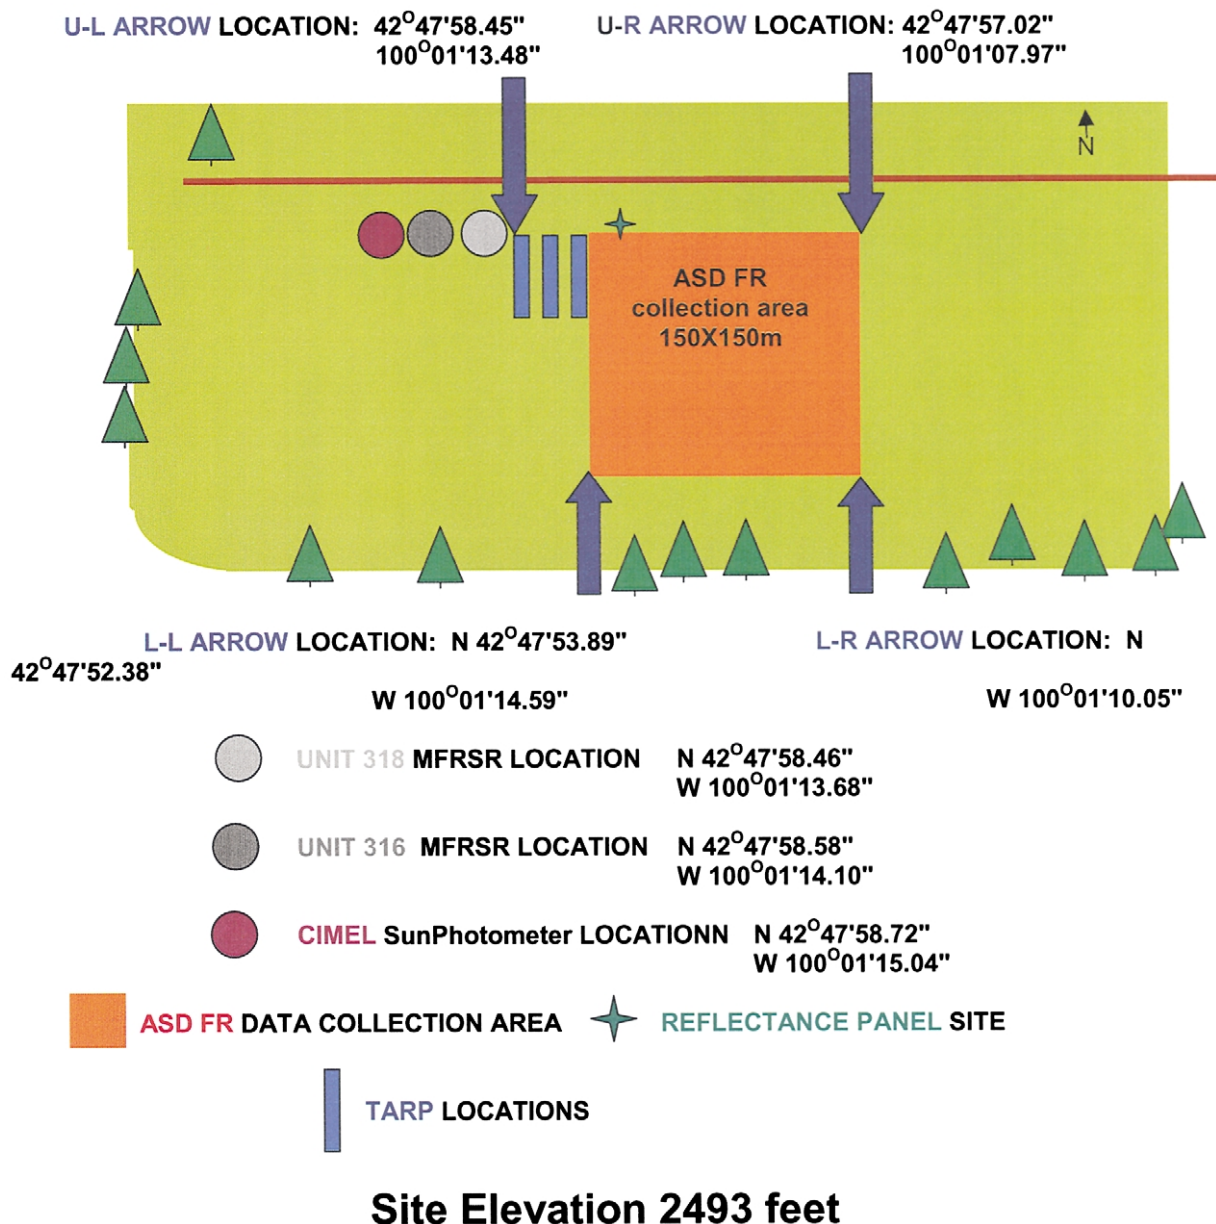 U-L ARROW LOCATION: 42°47'58.45" U-R ARROW LOCATION: 42°47'57.02"
100°01'13.48" 100°01'07.97"
N
ASD FR
collection area
150X150m
L-L ARROW LOCATION: N 42°47'53.89" L-R ARROW LOCATION: N
42°47'52.38"
W 100°01'14.59" W 100°01'10.05"
UNIT 318 MFRSR LOCATION N 42°47'58.46"
W 100°01'13.68"
UNIT 316 MFRSR LOCATION N 42°47'58.58"
W 100°01'14.10"
CIMEL SunPhotometer LOCATIONN N 42°47'58.72"
W 100°01'15.04"
ASD FR DATA COLLECTION AREA REFLECTANCE PANEL SITE
TARP LOCATIONS
Site Elevation 2493 feet